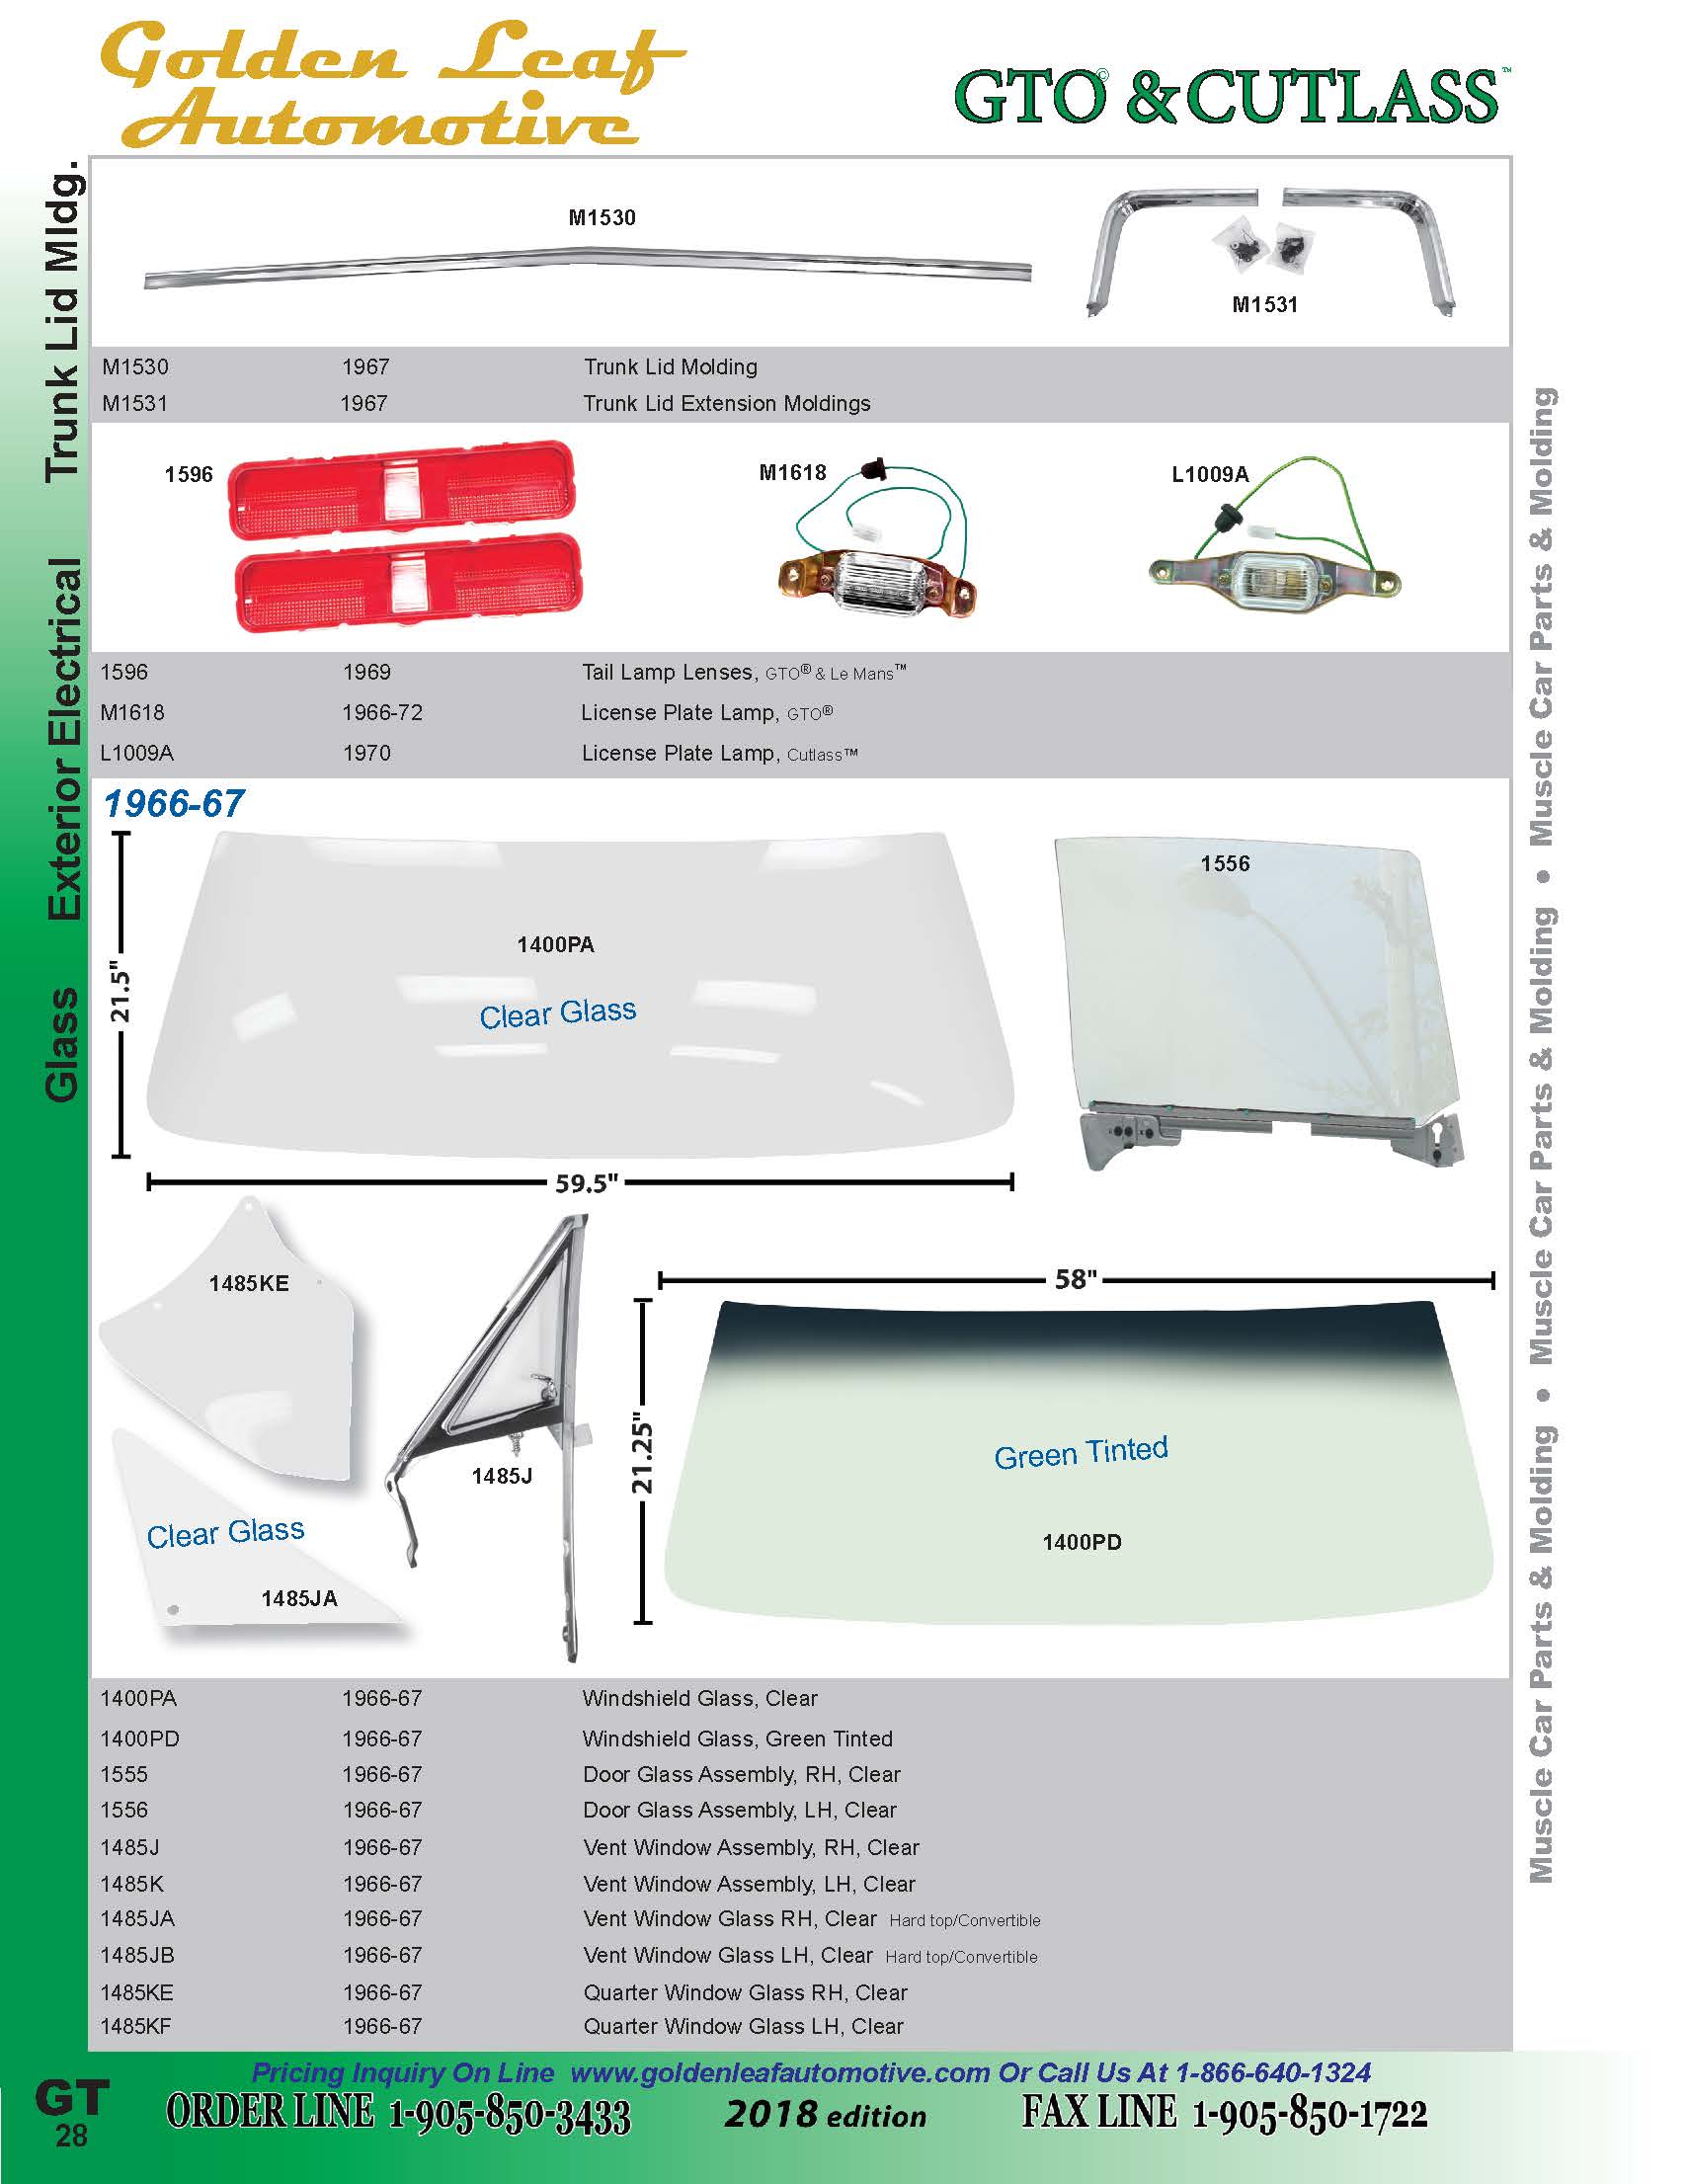 Golden Leaf
Automotive
GTO© & CUTLASS™
Trunk Lid Mldg.
Exterior Electrical
Glass
M1530
M1531
M1530 1967 Trunk Lid Molding
M1531 1967 Trunk Lid Extension Moldings
1596
M1618
L1009A
1596 1969 Tail Lamp Lenses, GTO® & Le Mans™
M1618 1966-72 License Plate Lamp, GTO®
L1009A 1970 License Plate Lamp, Cutlass™
1966-67
21.5"
1400PA
Clear Glass
59.5"
1556
1485KE
1485J
Clear Glass
1485JA
58"
21.25"
Green Tinted
1400PD
1400PA 1966-67 Windshield Glass, Clear
1400PD 1966-67 Windshield Glass, Green Tinted
1555 1966-67 Door Glass Assembly, RH, Clear
1556 1966-67 Door Glass Assembly, LH, Clear
1485J 1966-67 Vent Window Assembly, RH, Clear
1485K 1966-67 Vent Window Assembly, LH, Clear
1485JA 1966-67 Vent Window Glass RH, Clear Hard top/Convertible
1485JB 1966-67 Vent Window Glass LH, Clear Hard top/Convertible
1485KE 1966-67 Quarter Window Glass RH, Clear
1485KF 1966-67 Quarter Window Glass LH, Clear
Muscle Car Parts & Molding • Muscle Car Parts & Molding • Muscle Car Parts & Molding
Pricing Inquiry On Line www.goldenleafautomotive.com Or Call Us At 1-866-640-1324
GT
28
ORDER LINE 1-905-850-3433 2018 edition FAX LINE 1-905-850-1722